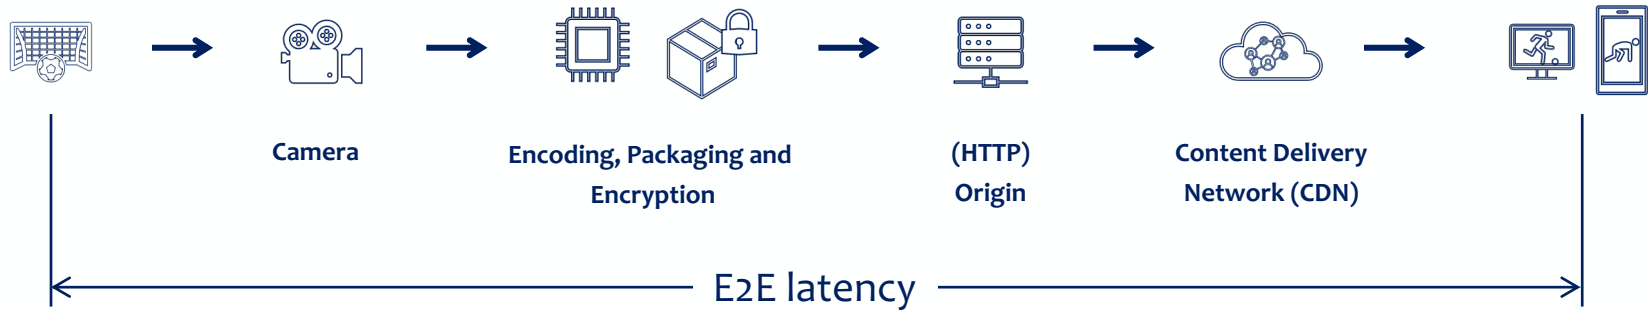 Camera
Encoding, Packaging and
Encryption
(HTTP)
Origin
Content Delivery
Network (CDN)
E2E latency